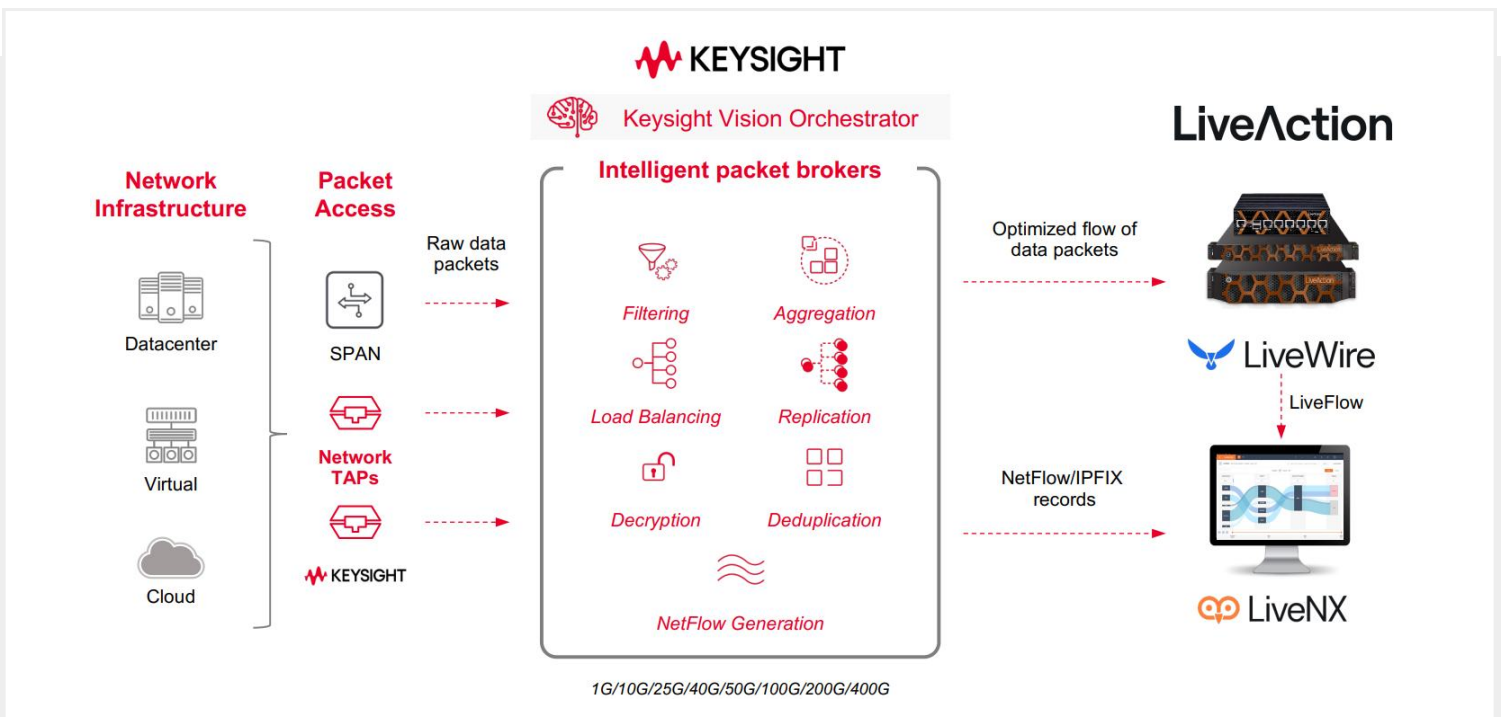 KEYSIGHT
Keysight Vision Orchestrator
LiveAction
Intelligent packet brokers
Network
Infrastructure
Packet
Access
Datacenter
Virtual
Cloud
SPAN
Network
TAPs
KEYSIGHT
Raw data
packets
Filtering
Aggregation
Load Balancing
Replication
Decryption
Deduplication
NetFlow Generation
1G/10G/25G/40G/50G/100G/200G/400G
Optimized flow of
data packets
NetFlow/IPFIX
records
LiveAction
LiveWire
LiveFlow
LiveNX